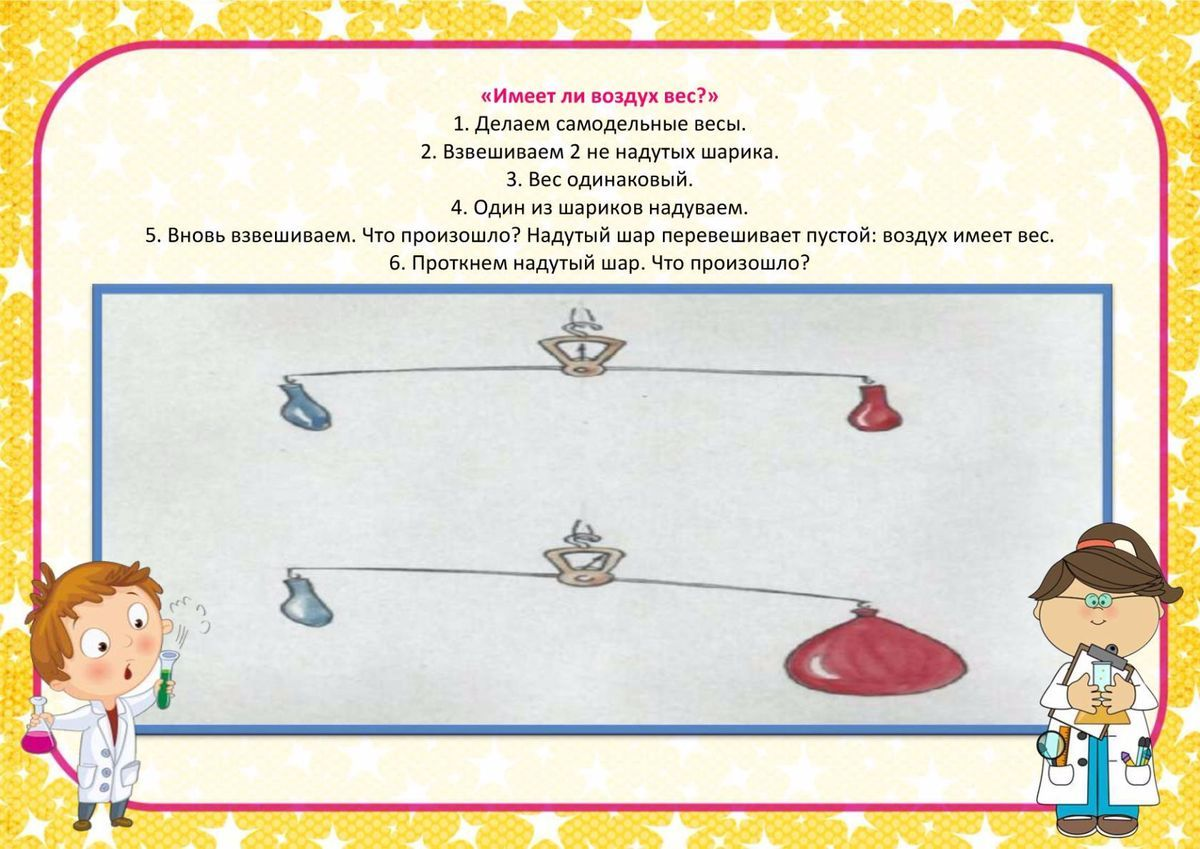 «Имеет ли воздух вес?»
1. Делаем самодельные весы.
2. Взвешиваем 2 не надутых шарика.
3. Вес одинаковый.
4. Один из шариков надуваем.
5. Вновь взвешиваем. Что произошло? Надутый шар перевешивает пустой: воздух имеет вес.
6. Проткнем надутый шар. Что произошло?